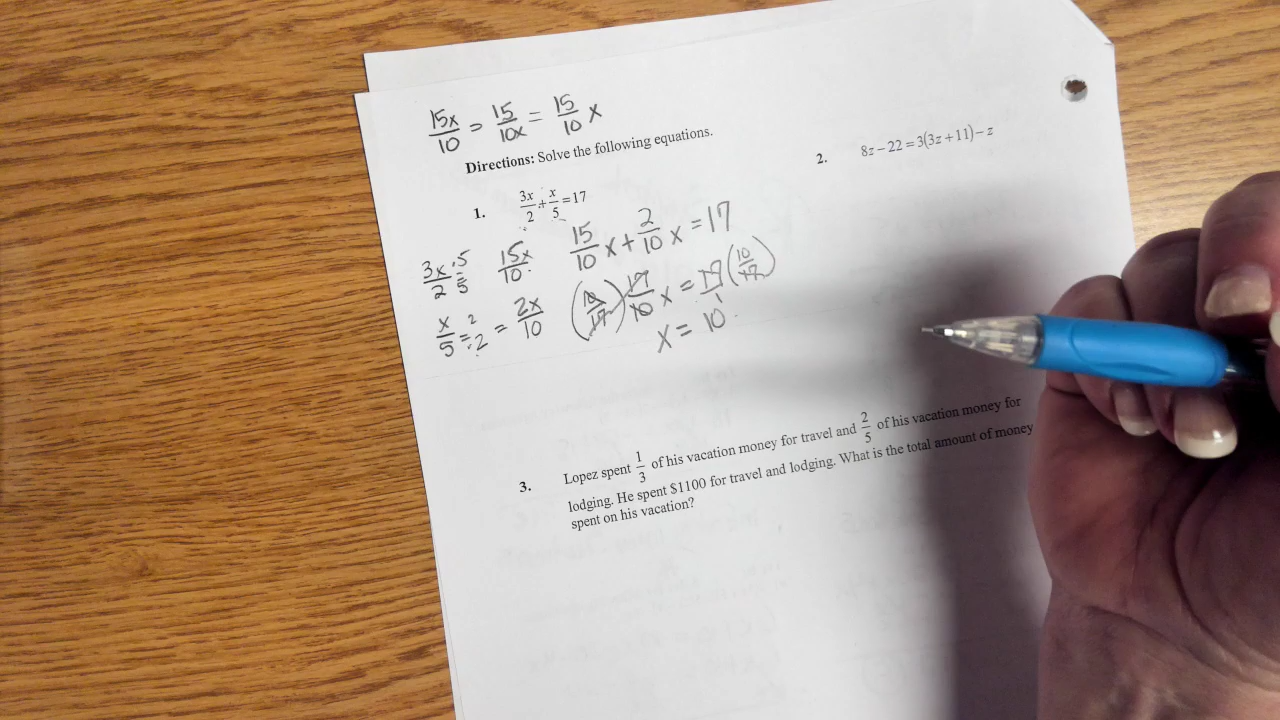 15x/10 = 15/10x = 15/10 x
Directions: Solve the following equations.
1. 3x/2 + x/5 = 17
2. 8z − 22 = 3(3z + 11) − z
3x/2 · 5/5 15x/10 15/10 x + 2/10 x = 17
x/5 · 2/2 = 2x/10 (10/17) 17/10 x = 17 (10/17)
x = 10
3. Lopez spent 1/3 of his vacation money for travel and 2/5 of his vacation money for
lodging. He spent $1100 for travel and lodging. What is the total amount of money
spent on his vacation?